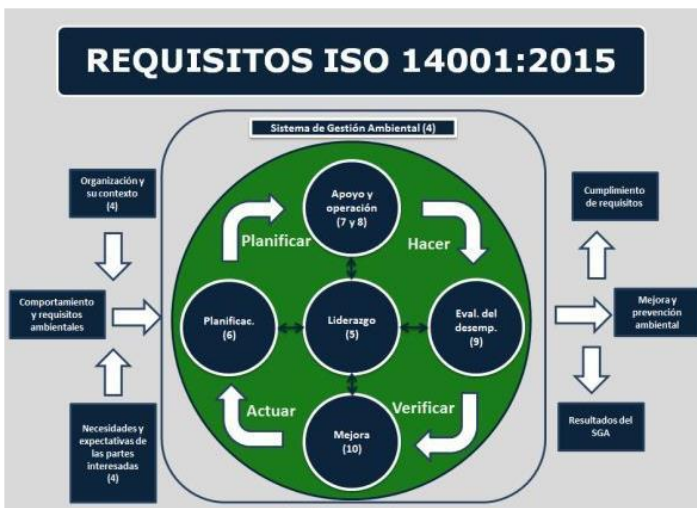 REQUISITOS ISO 14001:2015
Sistema de Gestión Ambiental (4)
Organización y
su contexto
(4)
Comportamiento
y requisitos
ambientales
Necesidades y
expectativas de
las partes
interesadas
(4)
Apoyo y
operación
(7 y 8)
Planificar
Hacer
Planificac.
(6)
Liderazgo
(5)
Eval. del
desemp.
(9)
Actuar
Verificar
Mejora
(10)
Cumplimiento
de requisitos
Mejora y
prevención
ambiental
Resultados del
SGA